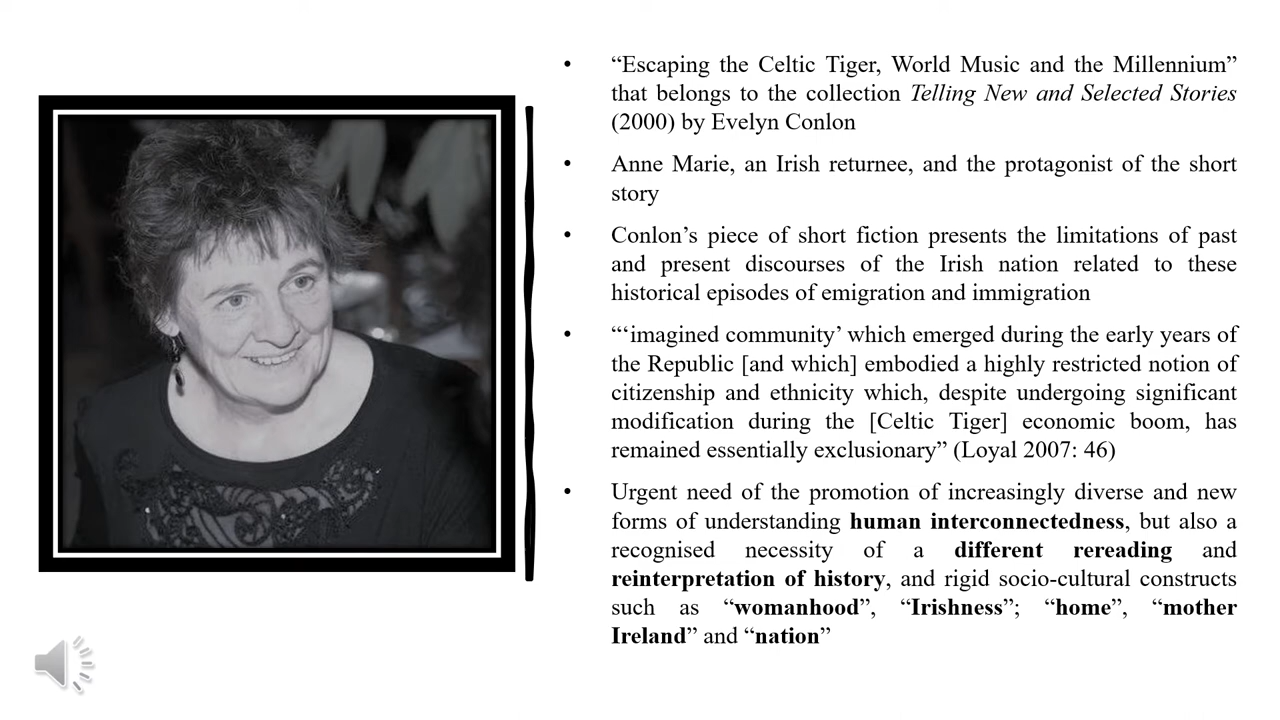 • “Escaping the Celtic Tiger, World Music and the Millennium”
that belongs to the collection Telling New and Selected Stories
(2000) by Evelyn Conlon
• Anne Marie, an Irish returnee, and the protagonist of the short
story
• Conlon’s piece of short fiction presents the limitations of past
and present discourses of the Irish nation related to these
historical episodes of emigration and immigration
• “‘imagined community’ which emerged during the early years of
the Republic [and which] embodied a highly restricted notion of
citizenship and ethnicity which, despite undergoing significant
modification during the [Celtic Tiger] economic boom, has
remained essentially exclusionary” (Loyal 2007: 46)
• Urgent need of the promotion of increasingly diverse and new
forms of understanding human interconnectedness, but also a
recognised necessity of a different rereading and
reinterpretation of history, and rigid socio-cultural constructs
such as “womanhood”, “Irishness”; “home”, “mother
Ireland” and “nation”